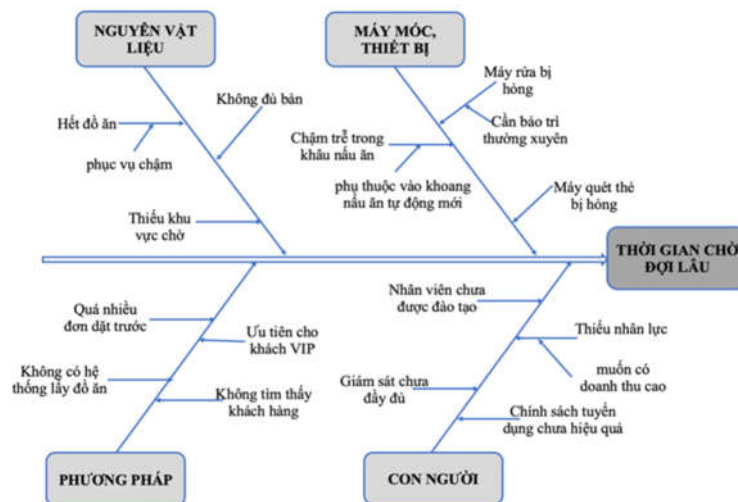 NGUYÊN VẬT
LIỆU
MÁY MÓC,
THIẾT BỊ
Hết đồ ăn
phục vụ chậm
Không đủ bán
Thiếu khu
vực chờ
Máy rửa bị
hỏng
Cần bảo trì
thường xuyên
Chậm trễ trong
khâu nấu ăn
phụ thuộc vào khoang
nấu ăn tự động mới
Máy quét thẻ
bị hỏng
THỜI GIAN CHỜ
ĐỢI LÂU
Quá nhiều
đơn dặt trước
Ưu tiên cho
khách VIP
Không có hệ
thống lấy đồ ăn
Không tìm thấy
khách hàng
Nhân viên chưa
được đào tạo
Thiếu nhân lực
muốn có
doanh thu cao
Giám sát chưa
đầy đủ
Chính sách tuyển
dụng chưa hiệu quả
PHƯƠNG PHÁP
CON NGƯỜI